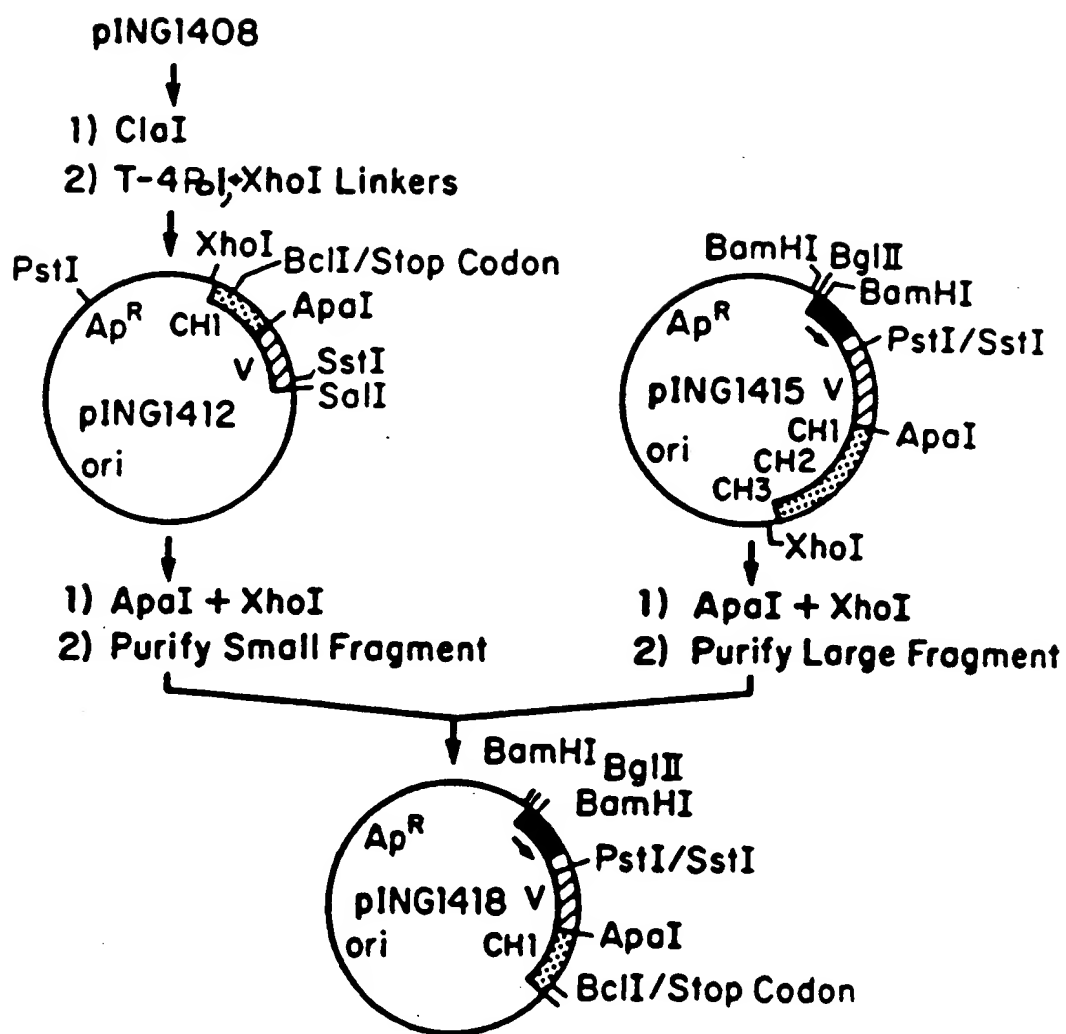 pING1408
1) ClaI
2) T-4 Pol, + XhoI Linkers
PstI
XhoI
BclI/Stop Codon
ApaI
SstI
SalI
Ap^R
CH1
V
pING1412
ori
1) ApaI + XhoI
2) Purify Small Fragment
BamHI
BglII
BamHI
PstI/SstI
ApaI
XhoI
Ap^R
pING1415
V
ori
CH1
CH2
CH3
1) ApaI + XhoI
2) Purify Large Fragment
BamHI
BglII
BamHI
PstI/SstI
ApaI
BclI/Stop Codon
Ap^R
pING1418
V
ori
CH1